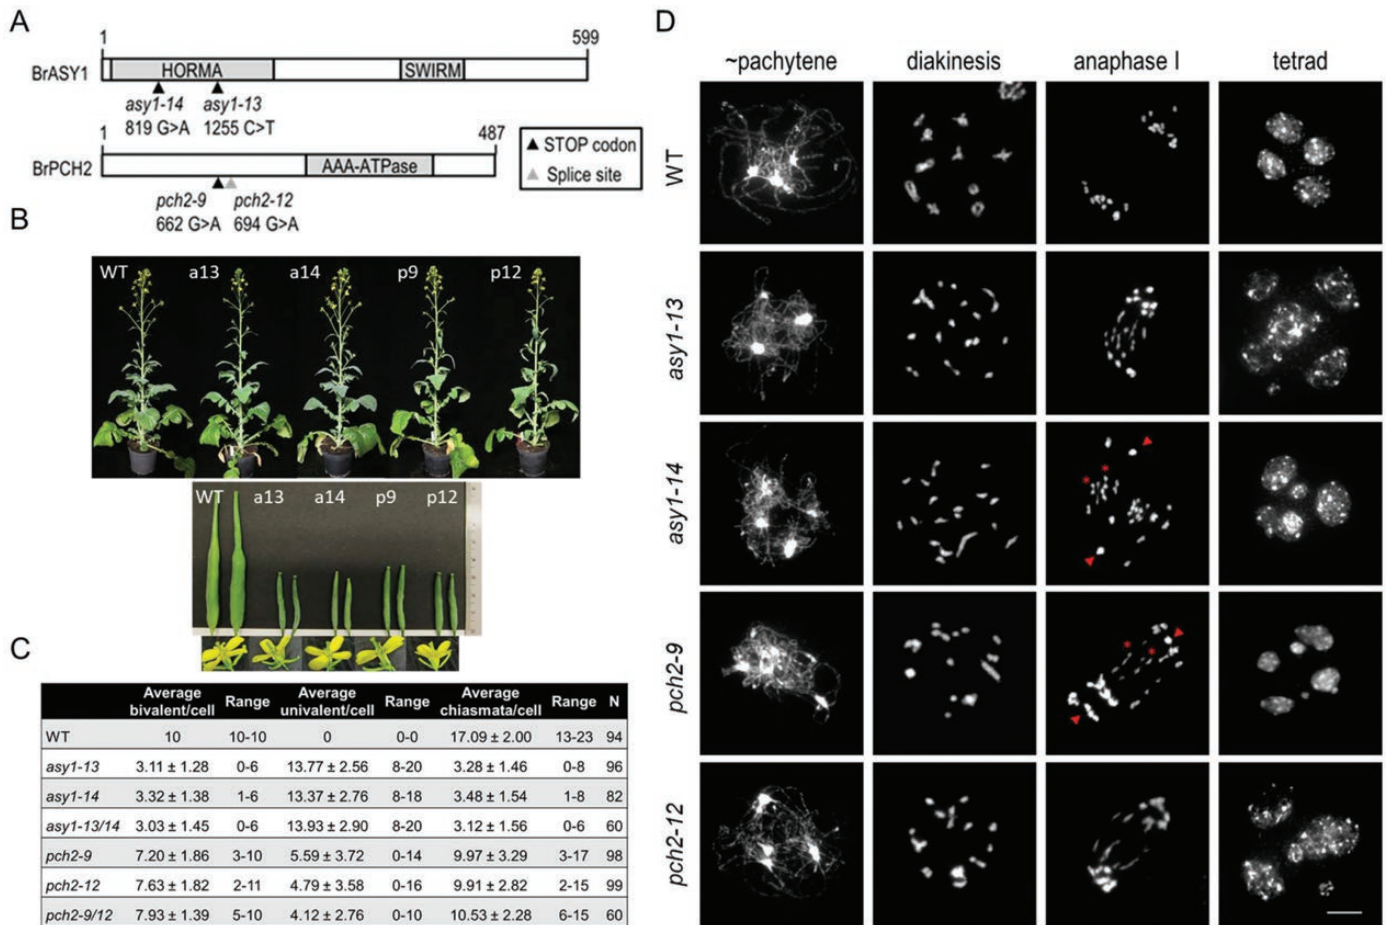 A
1 599
BrASY1 HORMA SWIRM
asy1-14 asy1-13
819 G>A 1255 C>T
1 487
BrPCH2 AAA-ATPase
pch2-9 pch2-12
662 G>A 694 G>A
▲ STOP codon
▲ Splice site
B
WT a13 a14 p9 p12
WT a13 a14 p9 p12
C
Average bivalent/cell Range Average univalent/cell Range Average chiasmata/cell Range N
WT 10 10-10 0 0-0 17.09 ± 2.00 13-23 94
asy1-13 3.11 ± 1.28 0-6 13.77 ± 2.56 8-20 3.28 ± 1.46 0-8 96
asy1-14 3.32 ± 1.38 1-6 13.37 ± 2.76 8-18 3.48 ± 1.54 1-8 82
asy1-13/14 3.03 ± 1.45 0-6 13.93 ± 2.90 8-20 3.12 ± 1.56 0-6 60
pch2-9 7.20 ± 1.86 3-10 5.59 ± 3.72 0-14 9.97 ± 3.29 3-17 98
pch2-12 7.63 ± 1.82 2-11 4.79 ± 3.58 0-16 9.91 ± 2.82 2-15 99
pch2-9/12 7.93 ± 1.39 5-10 4.12 ± 2.76 0-10 10.53 ± 2.28 6-15 60
D
~pachytene diakinesis anaphase I tetrad
WT
asy1-13
asy1-14
* *
pch2-9
* *
pch2-12